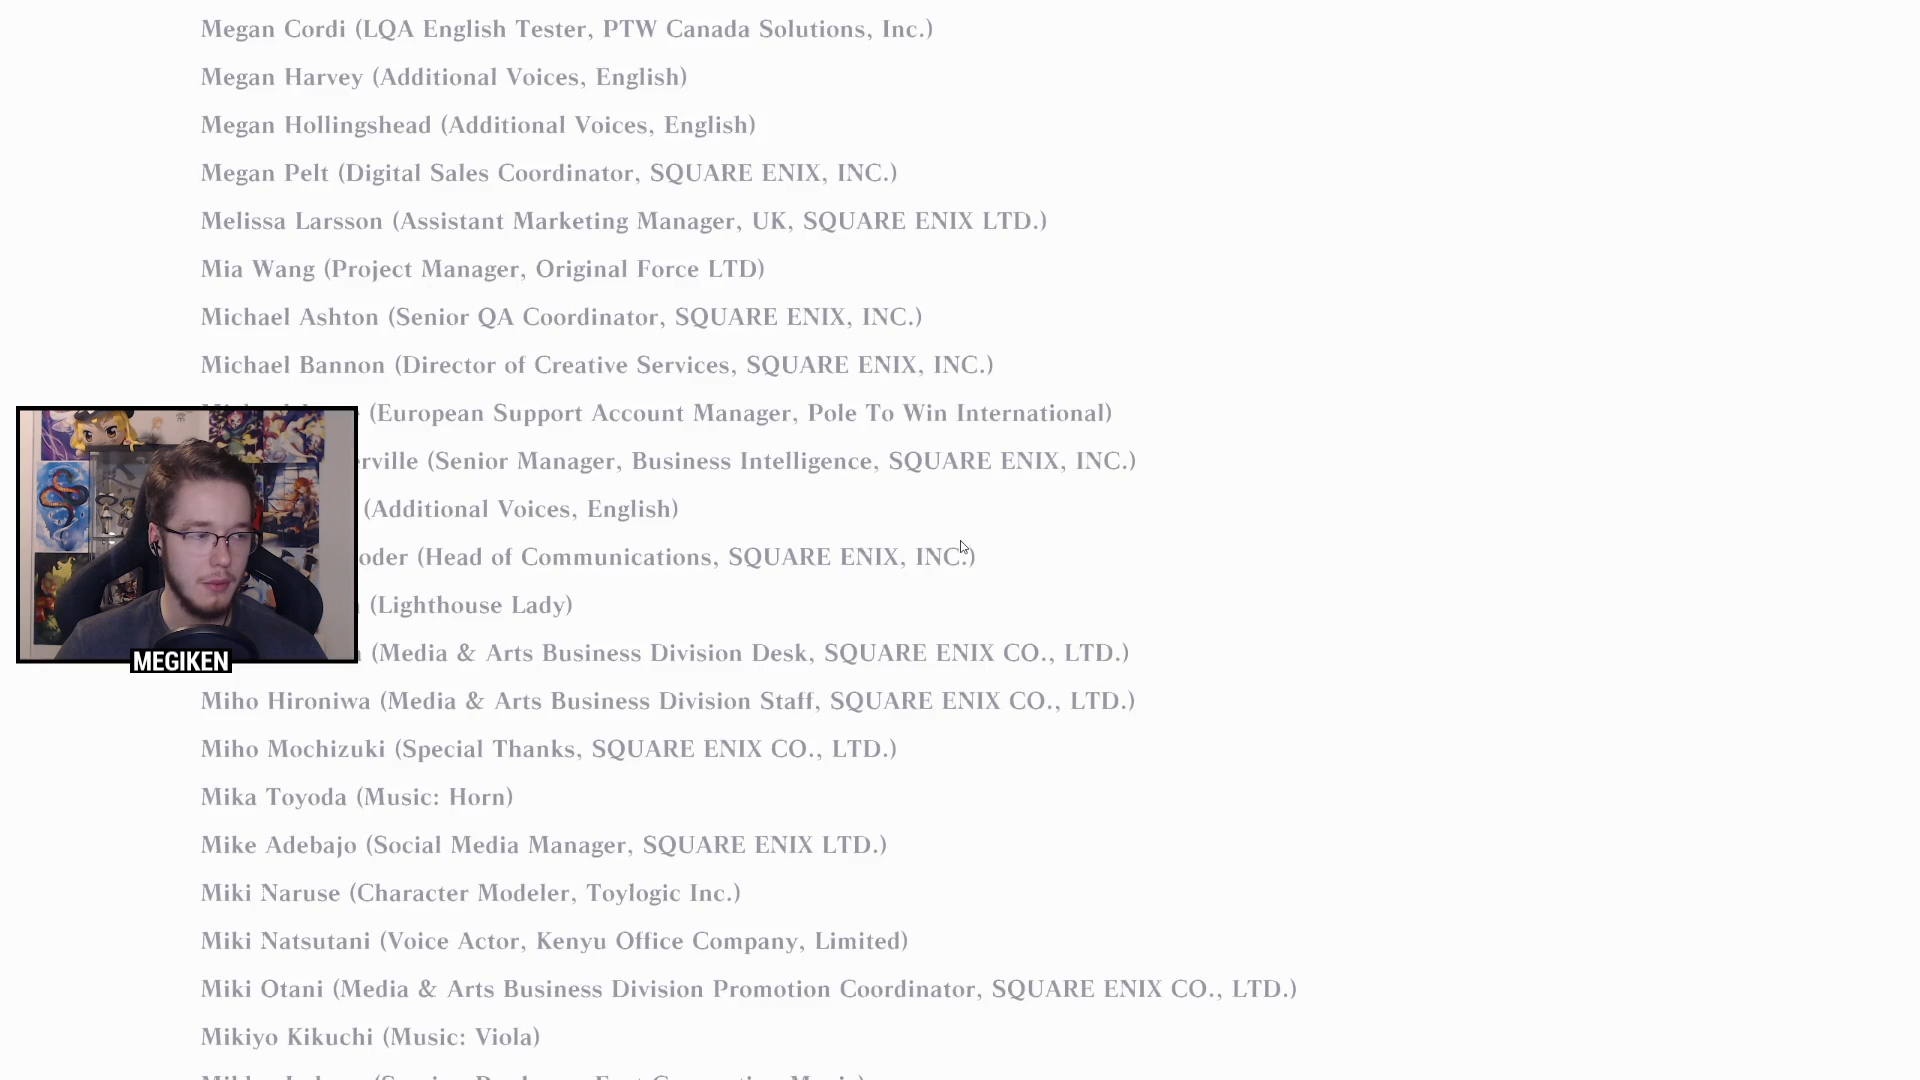 Megan Cordi (LQA English Tester, PTW Canada Solutions, Inc.)
Megan Harvey (Additional Voices, English)
Megan Hollingshead (Additional Voices, English)
Megan Pelt (Digital Sales Coordinator, SQUARE ENIX, INC.)
Melissa Larsson (Assistant Marketing Manager, UK, SQUARE ENIX LTD.)
Mia Wang (Project Manager, Original Force LTD)
Michael Ashton (Senior QA Coordinator, SQUARE ENIX, INC.)
Michael Bannon (Director of Creative Services, SQUARE ENIX, INC.)
(European Support Account Manager, Pole To Win International)
erville (Senior Manager, Business Intelligence, SQUARE ENIX, INC.)
(Additional Voices, English)
oder (Head of Communications, SQUARE ENIX, INC.)
(Lighthouse Lady)
(Media & Arts Business Division Desk, SQUARE ENIX CO., LTD.)
MEGIKEN
Miho Hironiwa (Media & Arts Business Division Staff, SQUARE ENIX CO., LTD.)
Miho Mochizuki (Special Thanks, SQUARE ENIX CO., LTD.)
Mika Toyoda (Music: Horn)
Mike Adebajo (Social Media Manager, SQUARE ENIX LTD.)
Miki Naruse (Character Modeler, Toylogic Inc.)
Miki Natsutani (Voice Actor, Kenyu Office Company, Limited)
Miki Otani (Media & Arts Business Division Promotion Coordinator, SQUARE ENIX CO., LTD.)
Mikiyo Kikuchi (Music: Viola)